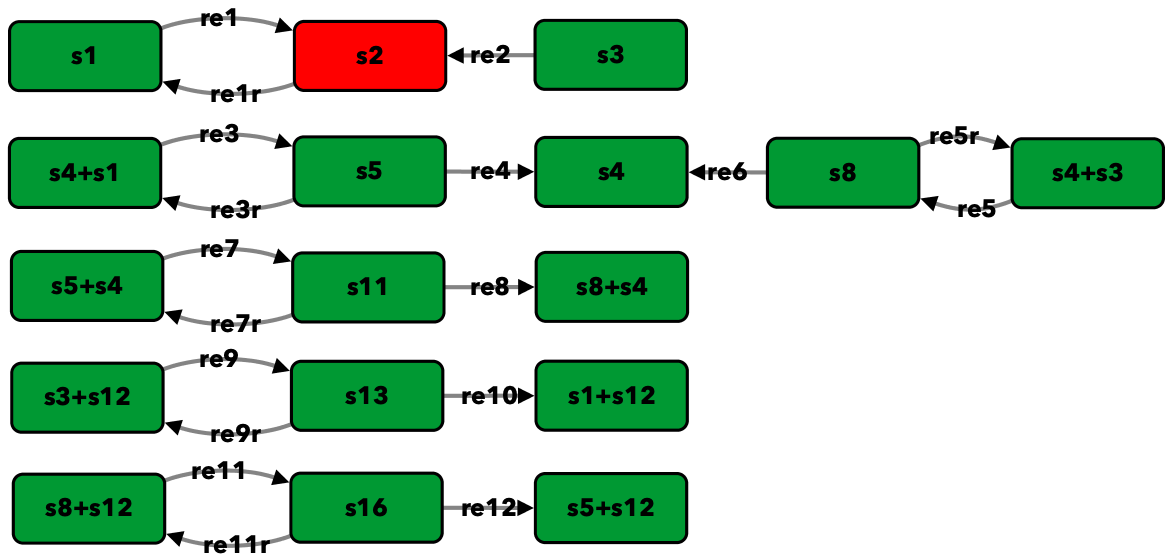 re1
s1
s2
re2
s3
re1r
re3
re5r
s4+s1
s5
re4
s4
re6
s8
s4+s3
re3r
re5
re7
s5+s4
s11
re8
s8+s4
re7r
re9
s3+s12
s13
re10
s1+s12
re9r
re11
s8+s12
s16
re12
s5+s12
re11r